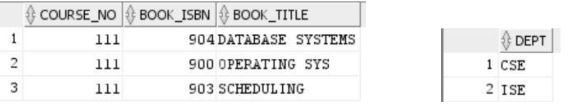 COURSE_NO BOOK_ISBN BOOK_TITLE
1 111 904 DATABASE SYSTEMS
2 111 900 OPERATING SYS
3 111 903 SCHEDULING
DEPT
1 CSE
2 ISE